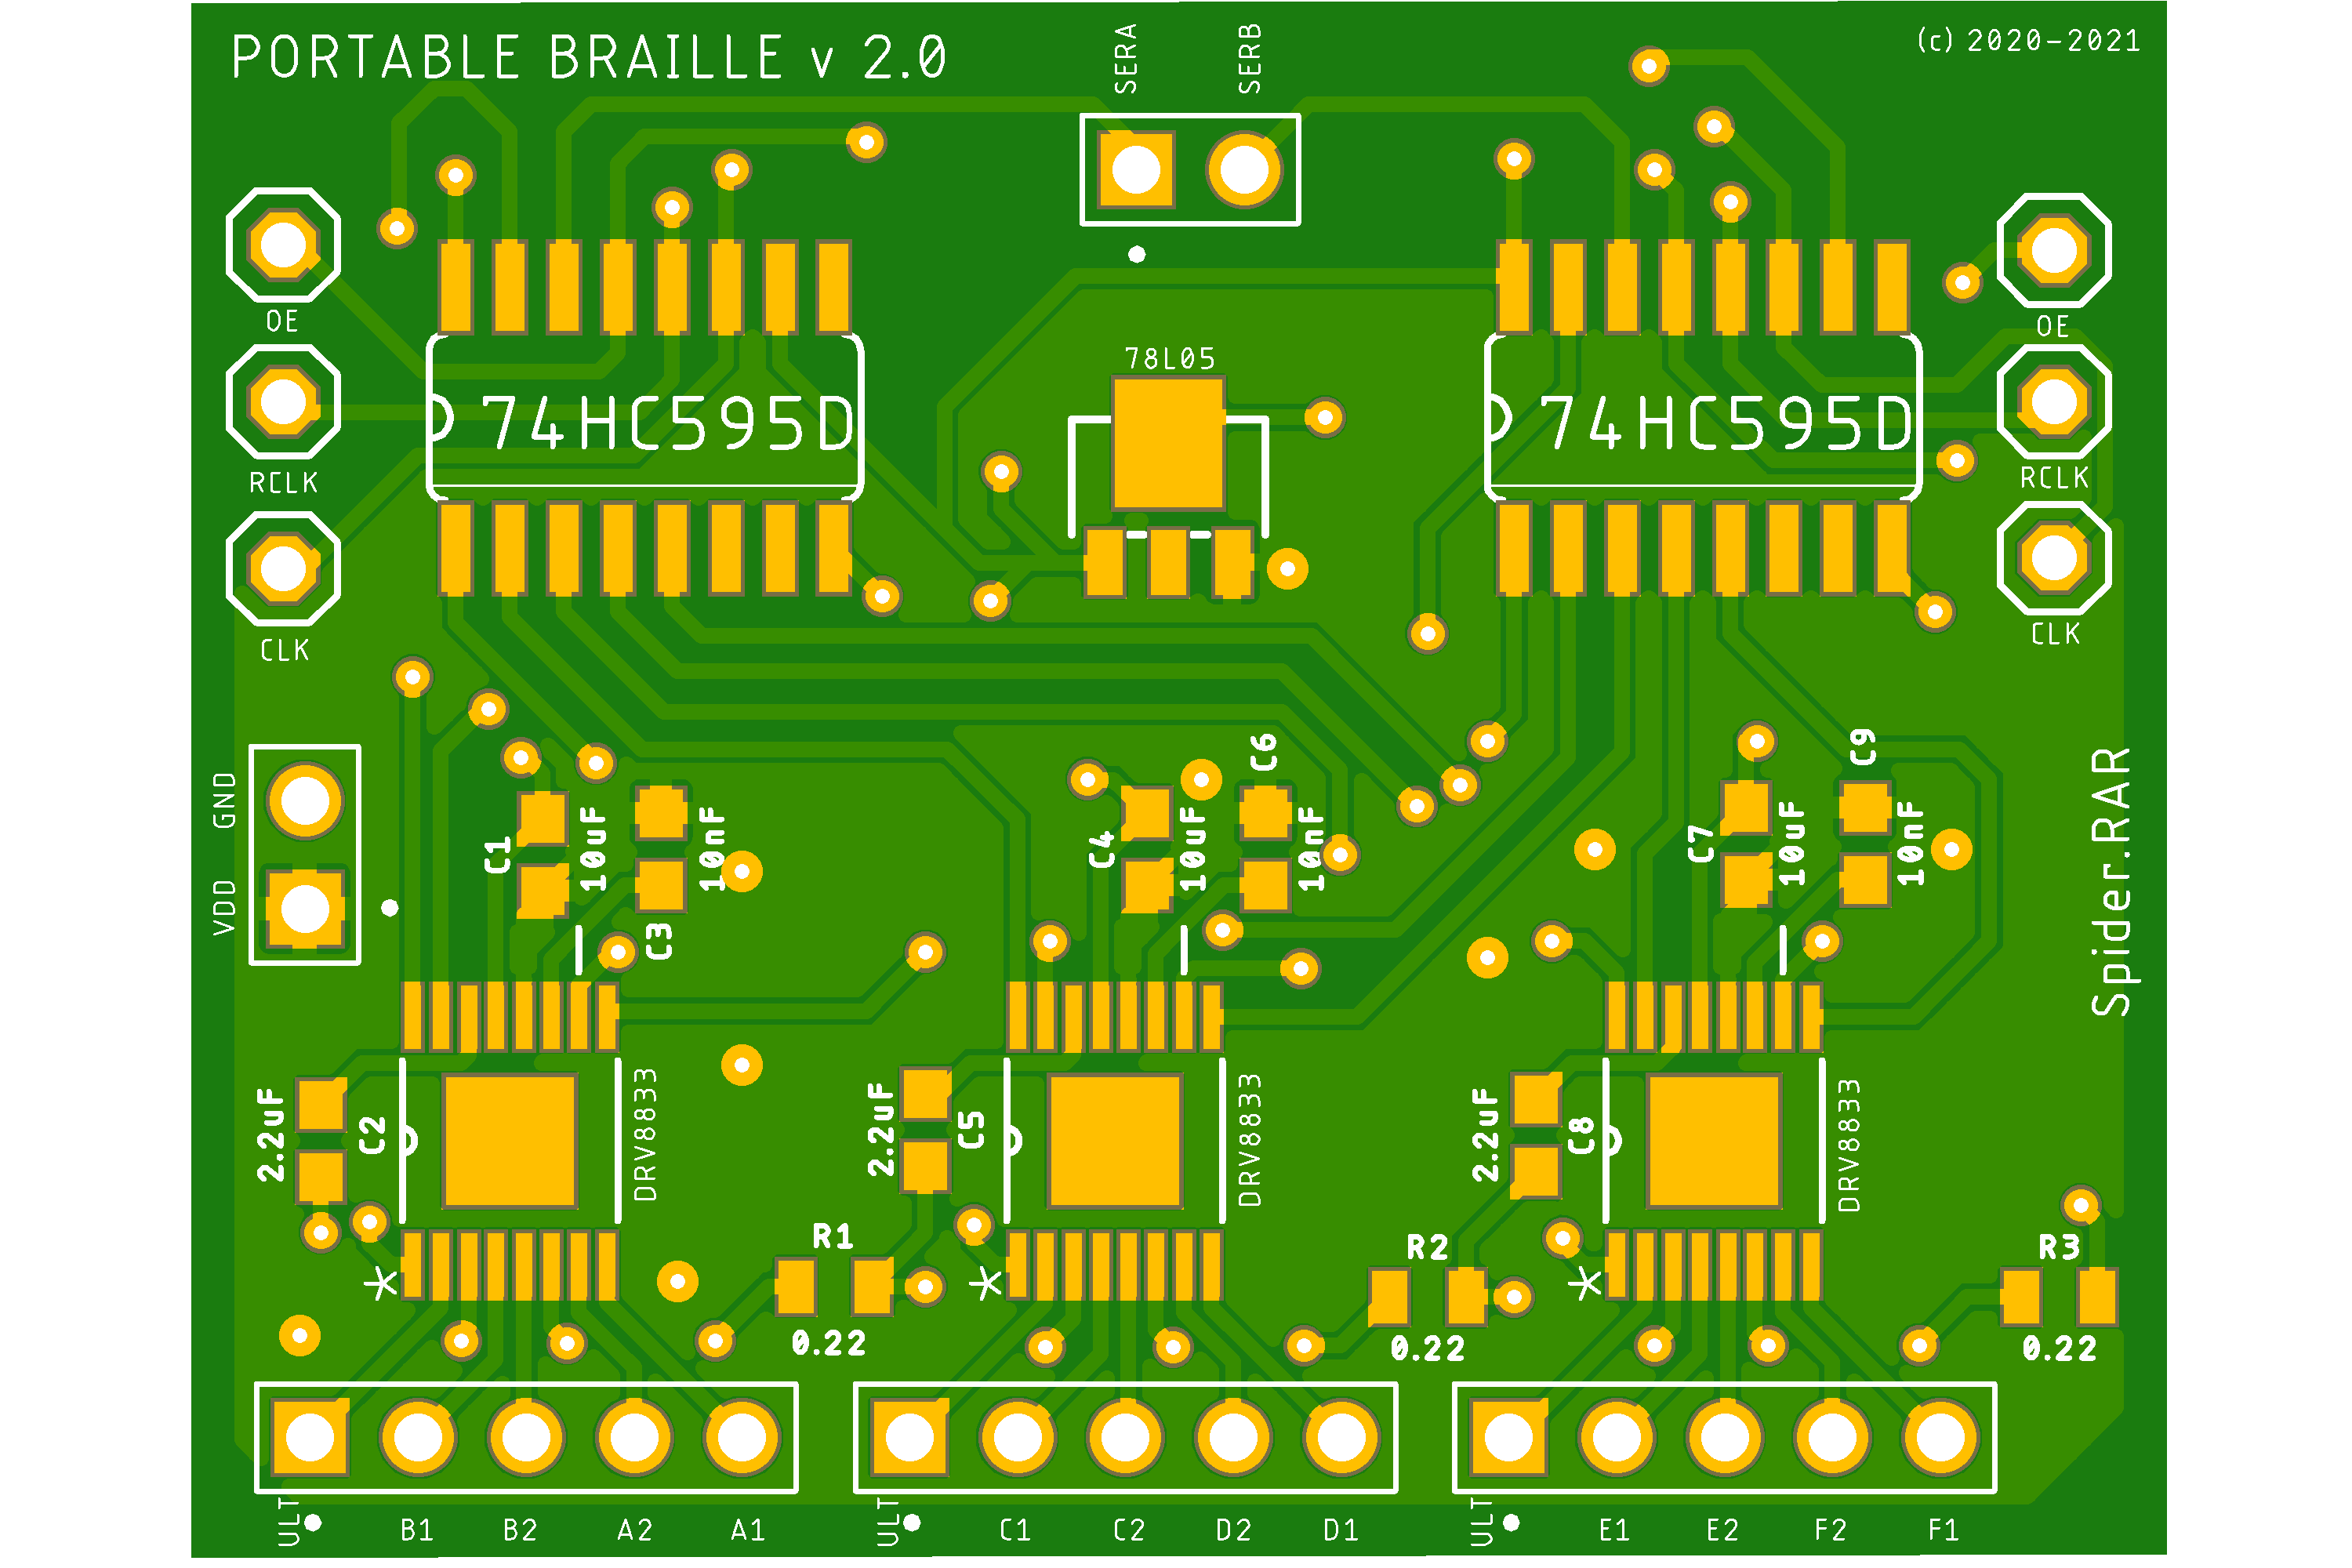 PORTABLE BRAILLE v 2.0
SERA
SERB
(c) 2020-2021
OE
OE
78L05
74HC595D
74HC595D
RCLK
RCLK
CLK
CLK
GND
VDD
C1
10uF
10nF
C3
C4
10uF
C6
10nF
C7
10uF
C9
10nF
Spider.RAR
2.2uF
C2
DRV8833
2.2uF
C5
DRV8833
2.2uF
C8
DRV8833
R1
0.22
R2
0.22
R3
0.22
*
*
*
ULT
B1
B2
A2
A1
ULT
C1
C2
D2
D1
ULT
E1
E2
F2
F1